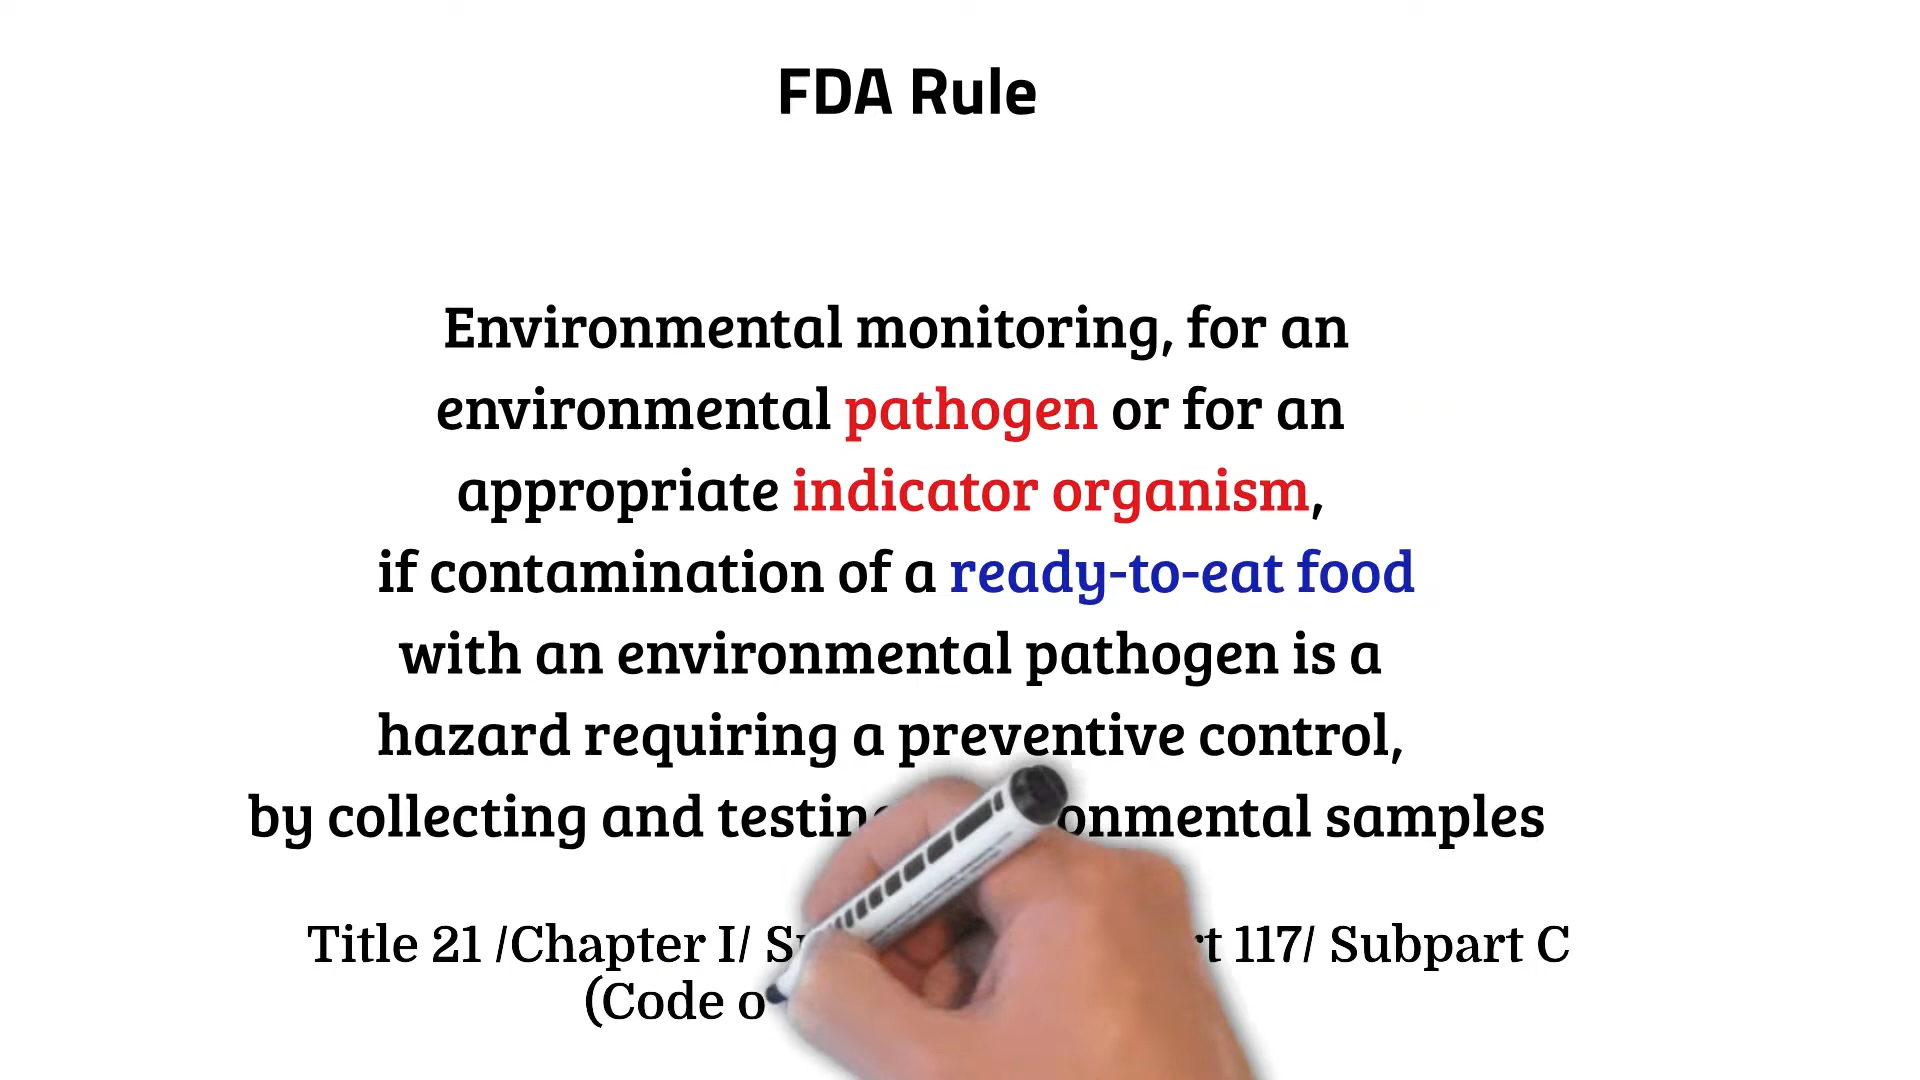 FDA Rule
Environmental monitoring, for an
environmental pathogen or for an
appropriate indicator organism,
if contamination of a ready-to-eat food
with an environmental pathogen is a
hazard requiring a preventive control,
by collecting and samples
Title 21 /Chapter I/ 117/ Subpart C
(Code